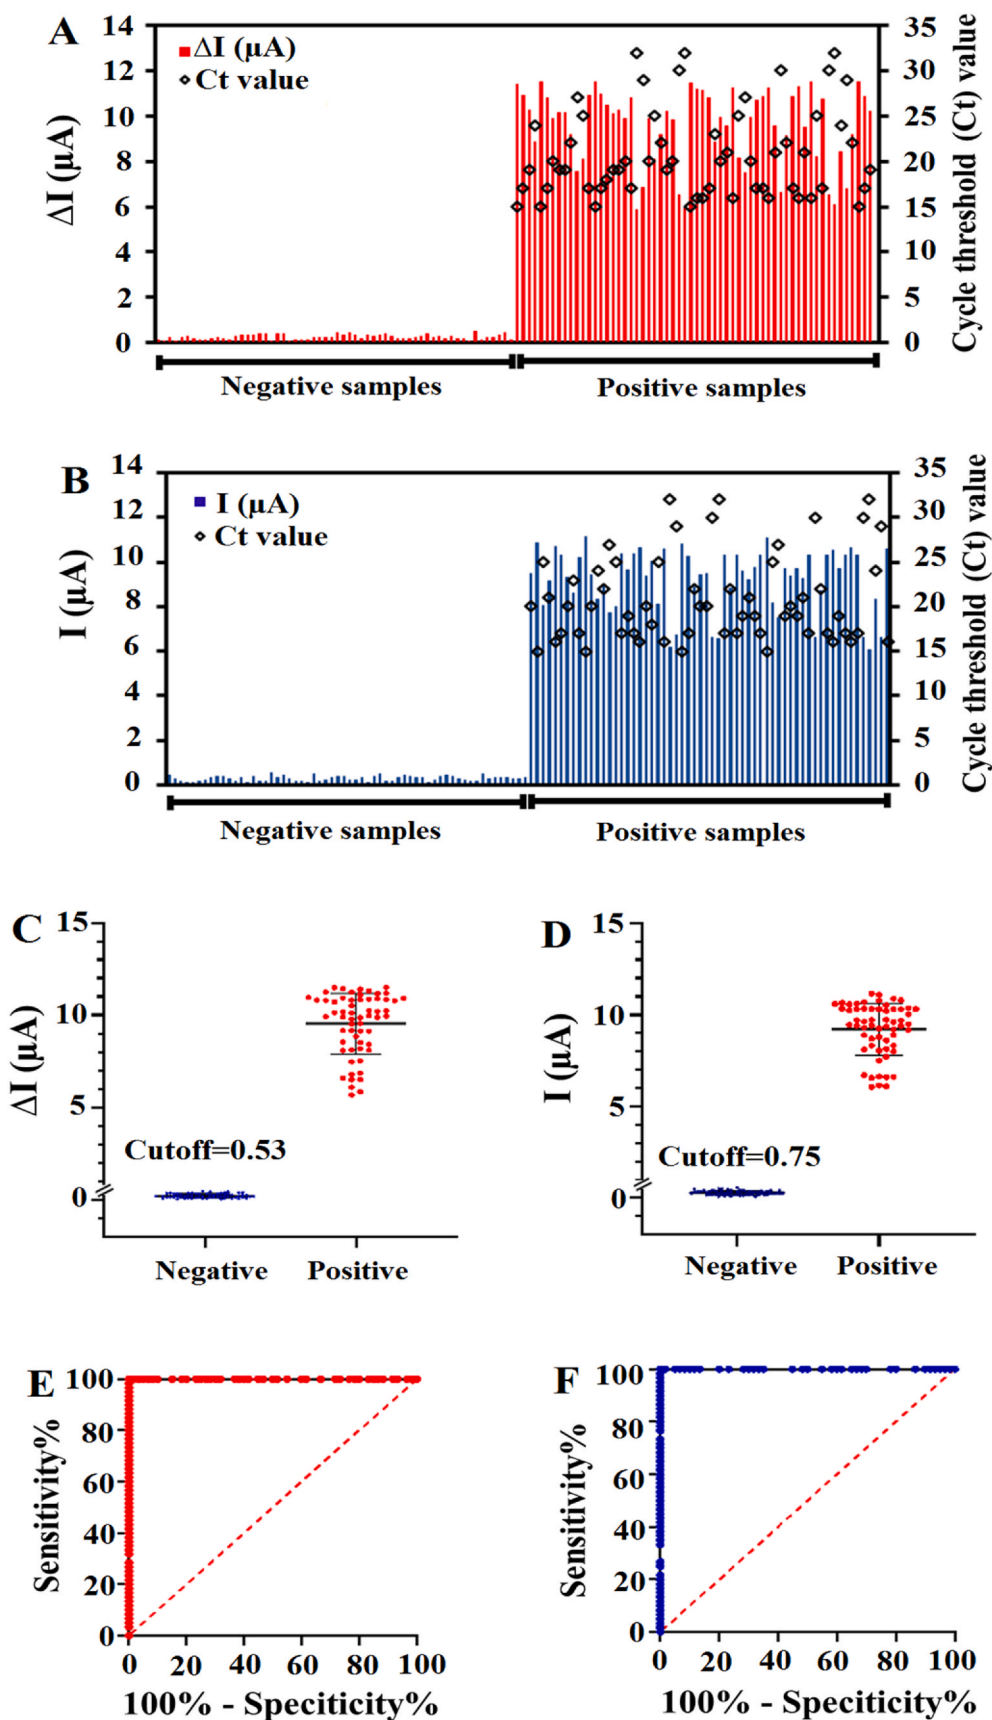 A
ΔI (μA)
Ct value
14
12
10
8
6
4
2
0
ΔI (μA)
35
30
25
20
15
10
5
0
Cycle threshold (Ct) value
Negative samples
Positive samples
B
I (μA)
Ct value
14
12
10
8
6
4
2
0
I (μA)
35
30
25
20
15
10
5
0
Cycle threshold (Ct) value
Negative samples
Positive samples
C
15
10
5
0
ΔI (μA)
Cutoff=0.53
Negative
Positive
D
15
10
5
0
I (μA)
Cutoff=0.75
Negative
Positive
E
100
80
60
40
20
0
Sensitivity%
0 20 40 60 80 100
100% - Speciticity%
F
100
80
60
40
20
0
Sensitivity%
0 20 40 60 80 100
100% - Speciticity%